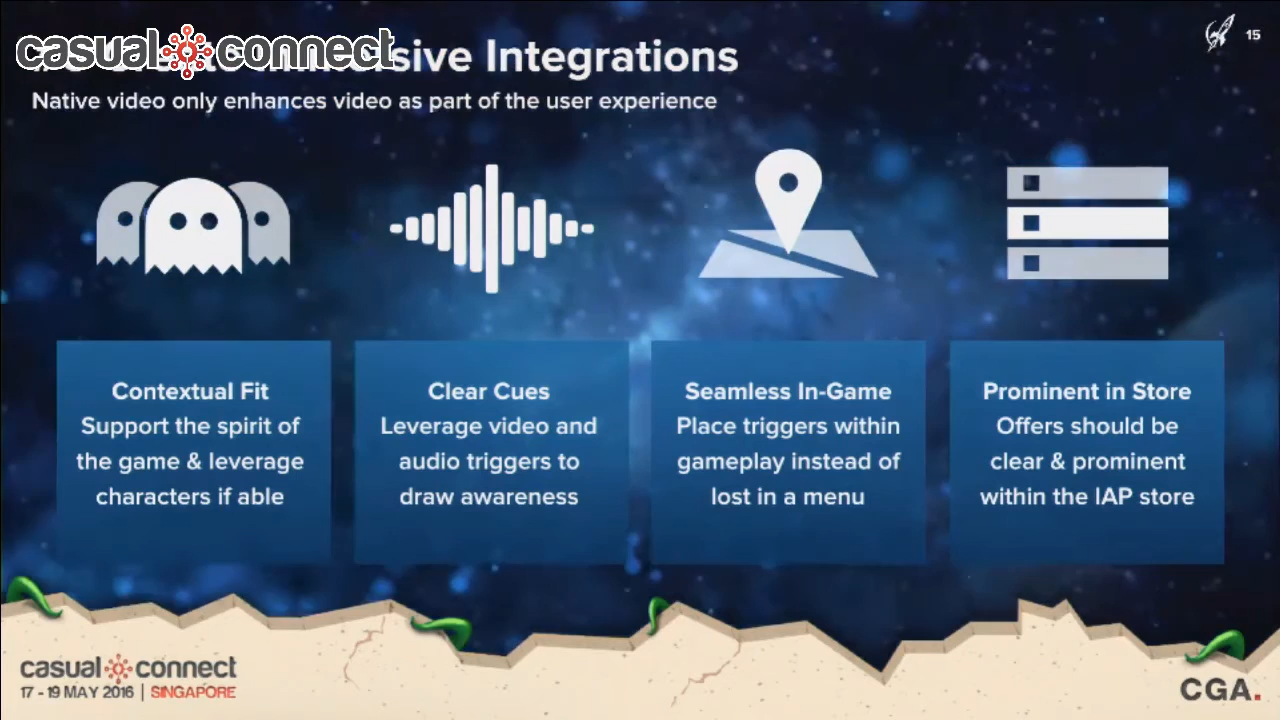 casual connect
Integrations
15
Native video only enhances video as part of the user experience
Contextual Fit
Support the spirit of
the game & leverage
characters if able
Clear Cues
Leverage video and
audio triggers to
draw awareness
Seamless In-Game
Place triggers within
gameplay instead of
lost in a menu
Prominent in Store
Offers should be
clear & prominent
within the IAP store
casual connect
17 - 19 MAY 2016 | SINGAPORE
CGA.